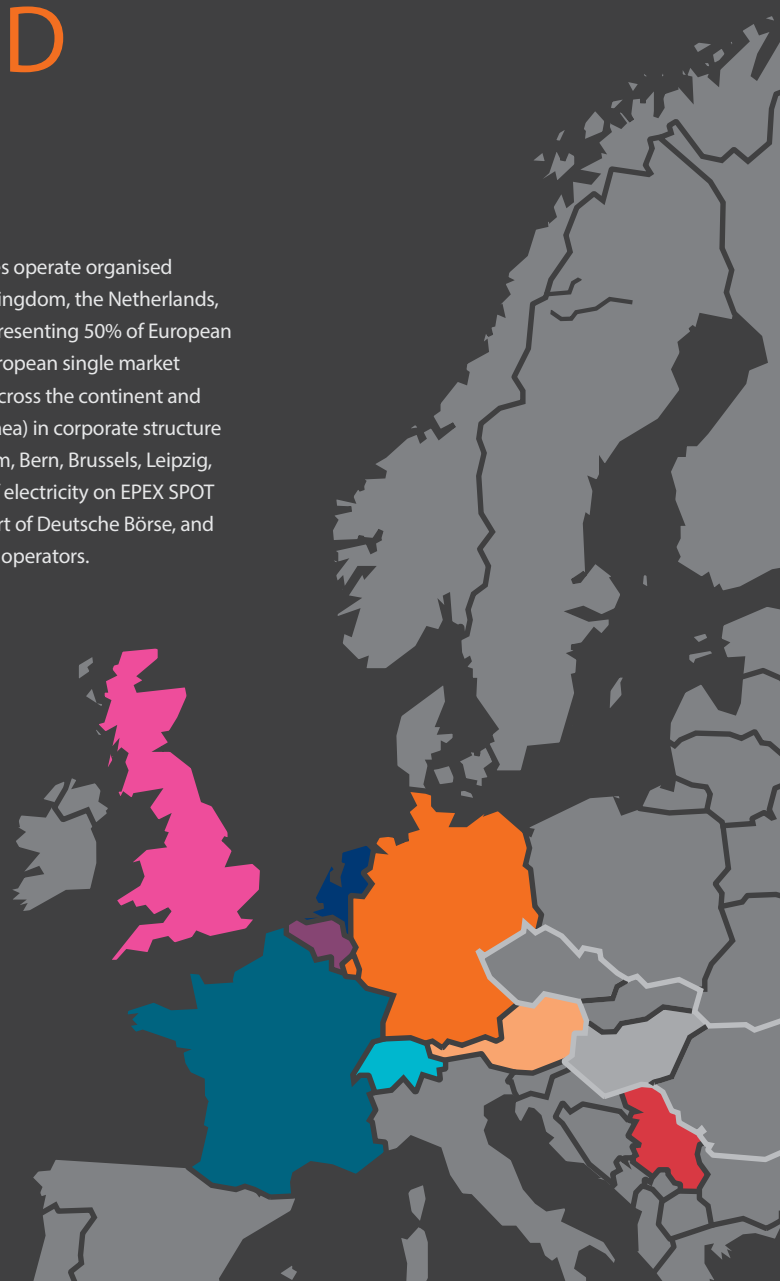 D
s operate organised
ingdom, the Netherlands,
resenting 50% of European
ropean single market
cross the continent and
nea) in corporate structure
m, Bern, Brussels, Leipzig,
f electricity on EPEX SPOT
rt of Deutsche Börse, and
operators.